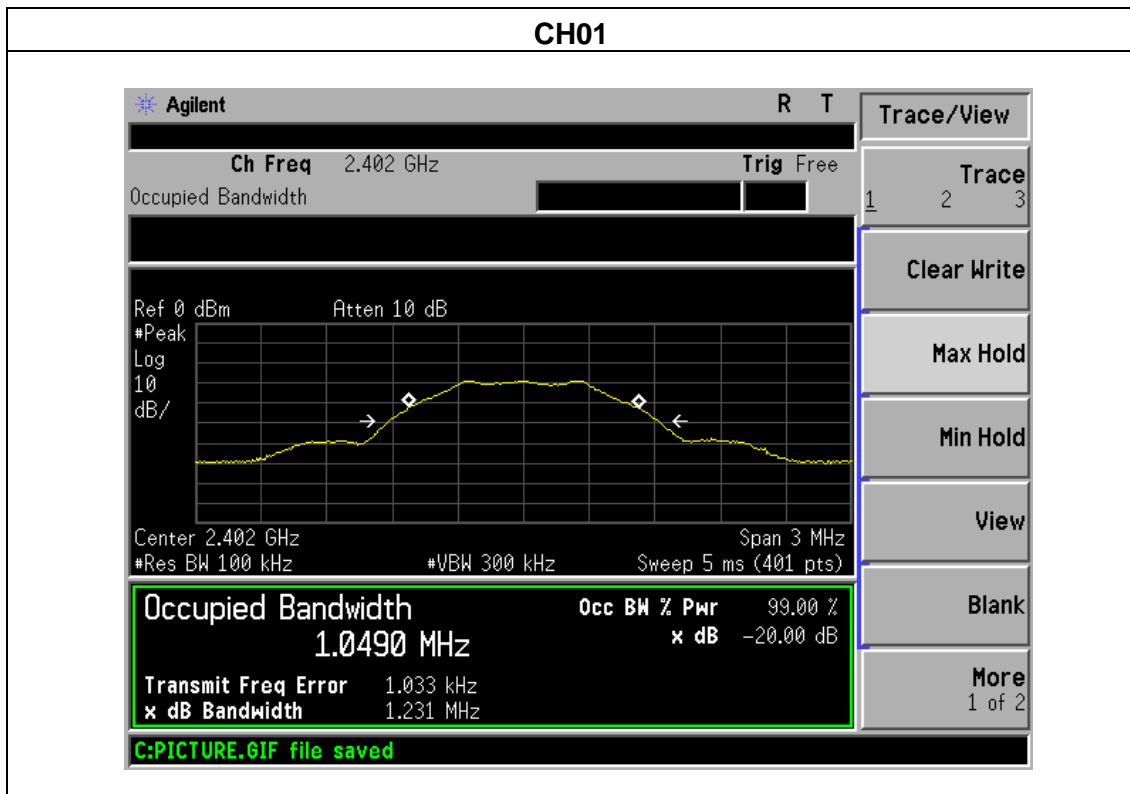 CH01
Agilent R T
Trace/View
Ch Freq 2.402 GHz Trig Free
Occupied Bandwidth
Trace
1 2 3
Clear Write
Ref 0 dBm Atten 10 dB
#Peak
Log
10
dB/
Max Hold
Min Hold
View
Center 2.402 GHz Span 3 MHz
#Res BW 100 kHz #VBW 300 kHz Sweep 5 ms (401 pts)
Occupied Bandwidth Occ BW % Pwr 99.00 %
1.0490 MHz x dB -20.00 dB
Blank
Transmit Freq Error 1.033 kHz
x dB Bandwidth 1.231 MHz
More
1 of 2
C:PICTURE.GIF file saved